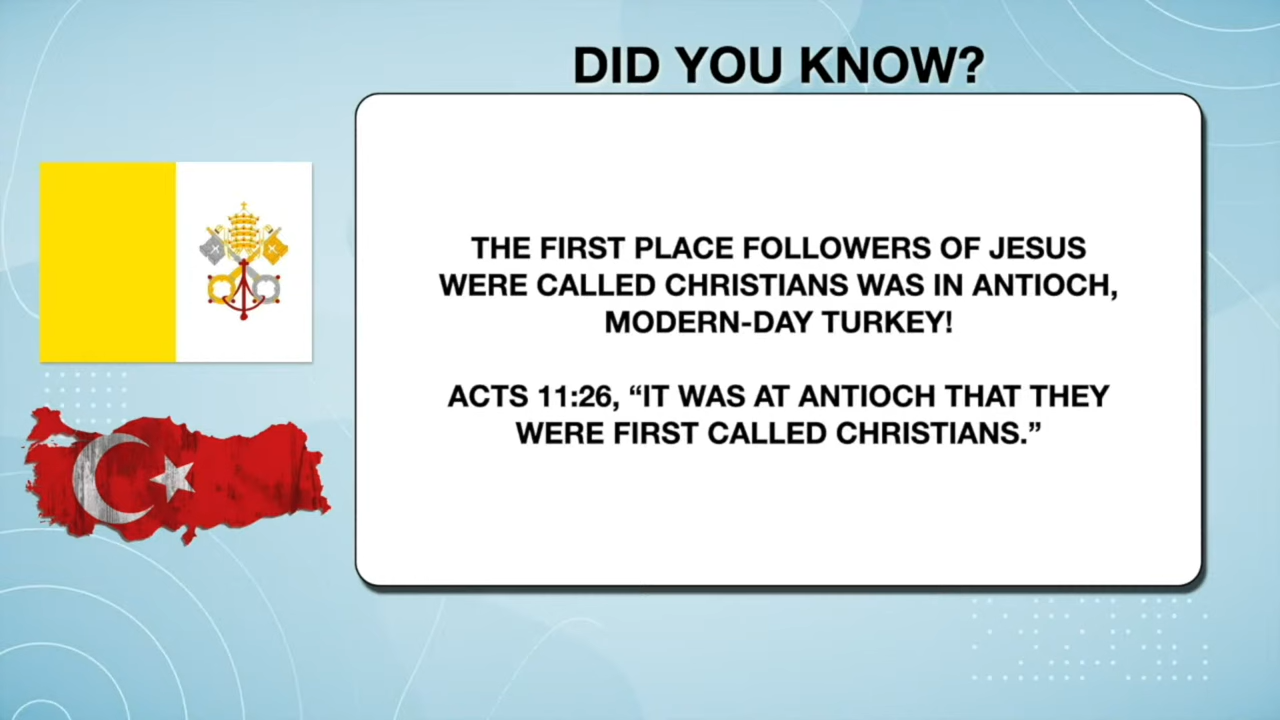 DID YOU KNOW?
THE FIRST PLACE FOLLOWERS OF JESUS
WERE CALLED CHRISTIANS WAS IN ANTIOCH,
MODERN-DAY TURKEY!
ACTS 11:26, “IT WAS AT ANTIOCH THAT THEY
WERE FIRST CALLED CHRISTIANS.”